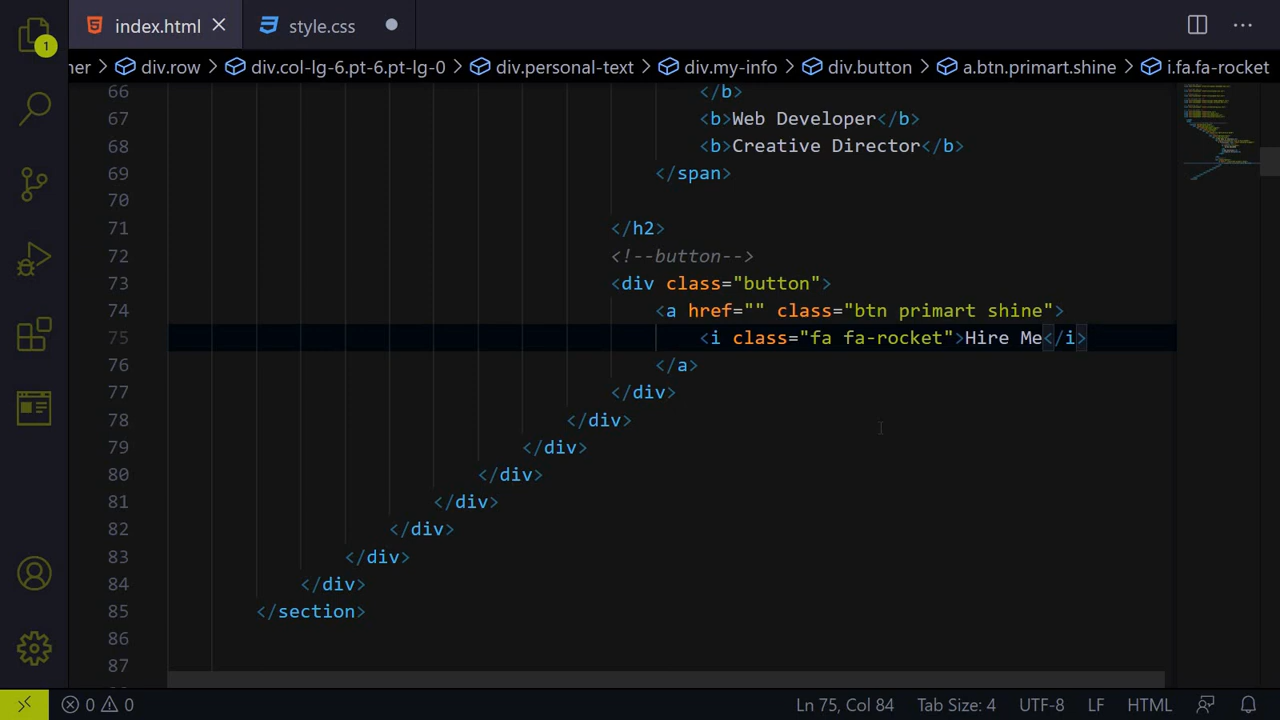 index.html
style.css
1
ner > div.row > div.col-lg-6.pt-6.pt-lg-0 > div.personal-text > div.my-info > div.button > a.btn.primart.shine > i.fa.fa-rocket
66 </b>
67 <b>Web Developer</b>
68 <b>Creative Director</b>
69 </span>
70
71 </h2>
72 <!--button-->
73 <div class="button">
74 <a href="" class="btn primart shine">
75 <i class="fa fa-rocket">Hire Me</i>
76 </a>
77 </div>
78 </div>
79 </div>
80 </div>
81 </div>
82 </div>
83 </div>
84 </div>
85 </section>
86
87
0 0 Ln 75, Col 84 Tab Size: 4 UTF-8 LF HTML